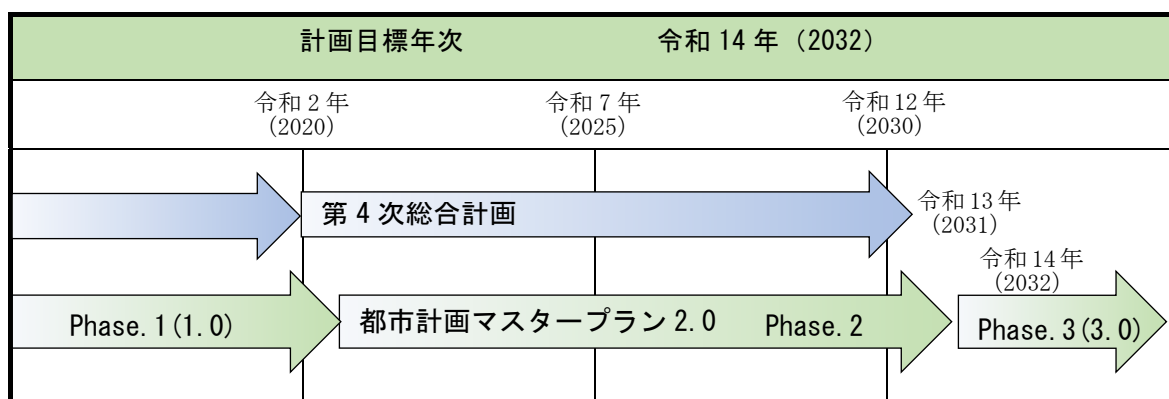 計画目標年次 令和 14 年（2032）
令和 2 年 令和 7 年 令和 12 年
(2020) (2025) (2030)
第 4 次総合計画
令和 13 年
(2031)
令和 14 年
(2032)
Phase. 1 (1.0) 都市計画マスタープラン 2.0 Phase. 2 Phase. 3 (3.0)